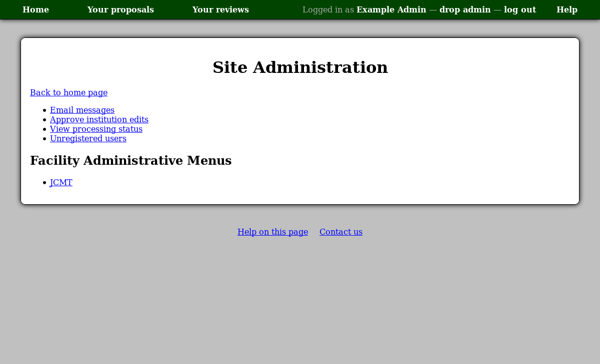 Home Your proposals Your reviews Logged in as Example Admin — drop admin — log out Help
Site Administration
Back to home page
Email messages
Approve institution edits
View processing status
Unregistered users
Facility Administrative Menus
JCMT
Help on this page Contact us